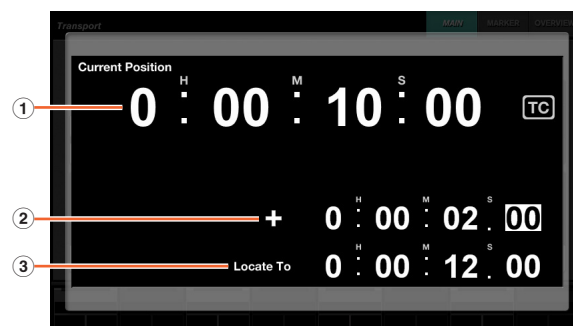 Transport MAIN MARKER OVERVIEW
Current Position
H M S
① 0 : 00 : 10 : 00 TC
H M S
② + 0 : 00 : 02 . 00
H M S
③ Locate To 0 : 00 : 12 . 00